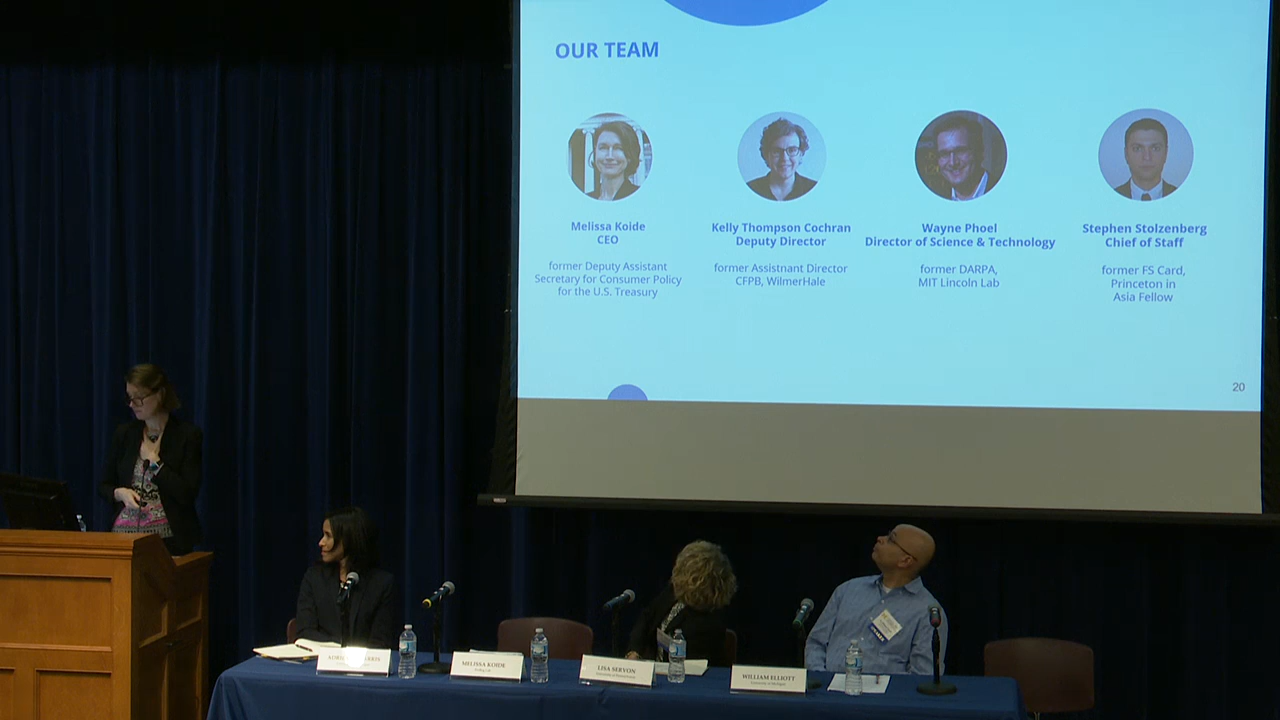 OUR TEAM
Melissa Koide
CEO
former Deputy Assistant
Secretary for Consumer Policy
for the U.S. Treasury
Kelly Thompson Cochran
Deputy Director
former Assistnant Director
CFPB, WilmerHale
Wayne Phoel
Director of Science & Technology
former DARPA,
MIT Lincoln Lab
Stephen Stolzenberg
Chief of Staff
former FS Card,
Princeton in
Asia Fellow
20
MELISSA KOIDE
LISA SERVON
WILLIAM ELLIOTT